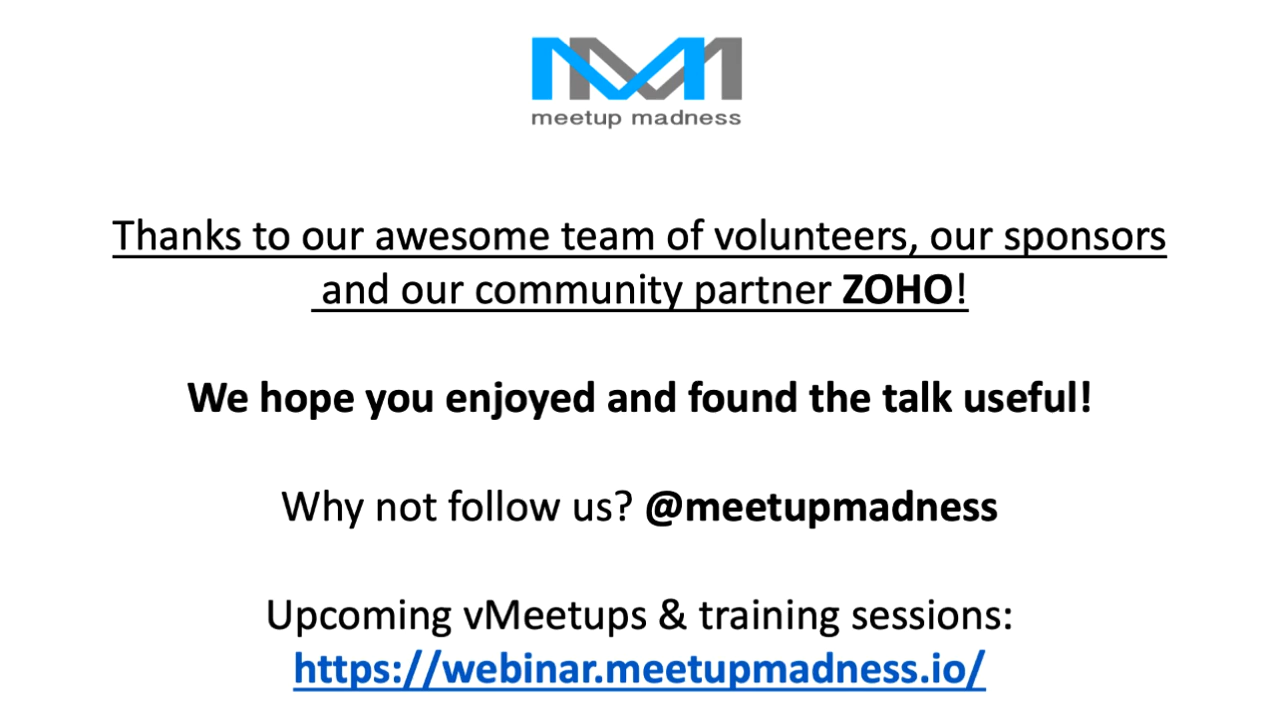 meetup madness
Thanks to our awesome team of volunteers, our sponsors
and our community partner ZOHO!
We hope you enjoyed and found the talk useful!
Why not follow us? @meetupmadness
Upcoming vMeetups & training sessions:
https://webinar.meetupmadness.io/